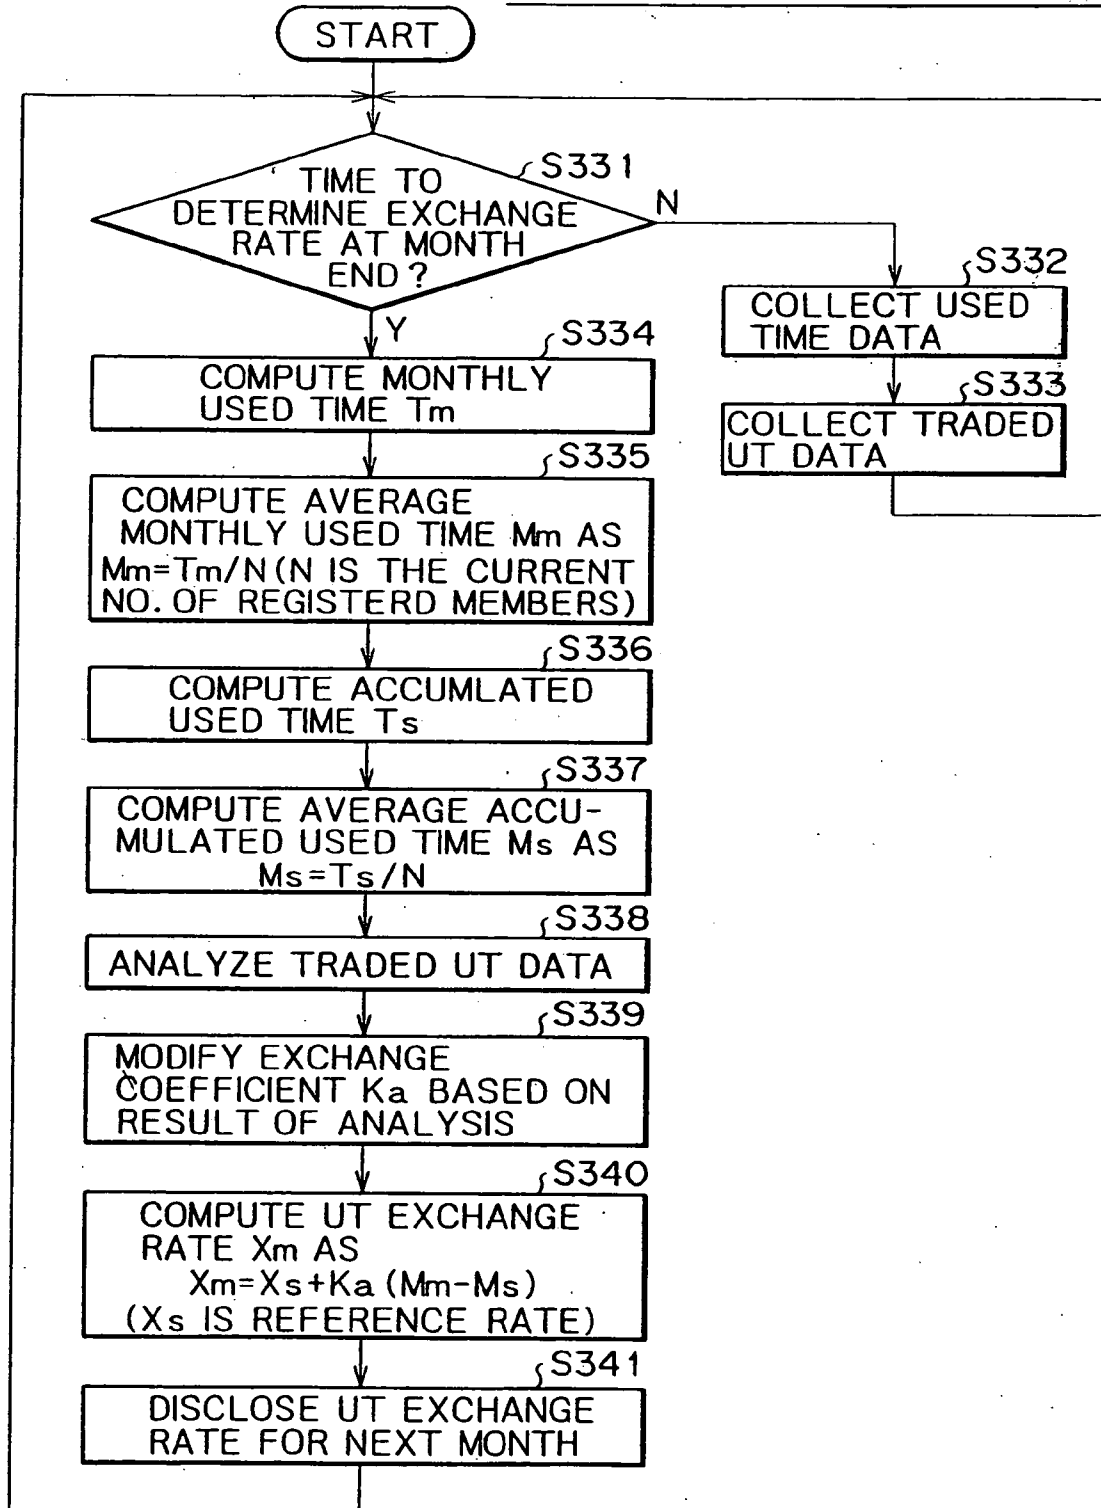 START
S331
TIME TO
DETERMINE EXCHANGE
RATE AT MONTH
END?
N
Y
S332
COLLECT USED
TIME DATA
S333
COLLECT TRADED
UT DATA
S334
COMPUTE MONTHLY
USED TIME Tm
S335
COMPUTE AVERAGE
MONTHLY USED TIME Mm AS
Mm=Tm/N(N IS THE CURRENT
NO. OF REGISTERD MEMBERS)
S336
COMPUTE ACCUMLATED
USED TIME Ts
S337
COMPUTE AVERAGE ACCU-
MULATED USED TIME Ms AS
Ms=Ts/N
S338
ANALYZE TRADED UT DATA
S339
MODIFY EXCHANGE
COEFFICIENT Ka BASED ON
RESULT OF ANALYSIS
S340
COMPUTE UT EXCHANGE
RATE Xm AS
Xm=Xs+Ka(Mm-Ms)
(Xs IS REFERENCE RATE)
S341
DISCLOSE UT EXCHANGE
RATE FOR NEXT MONTH